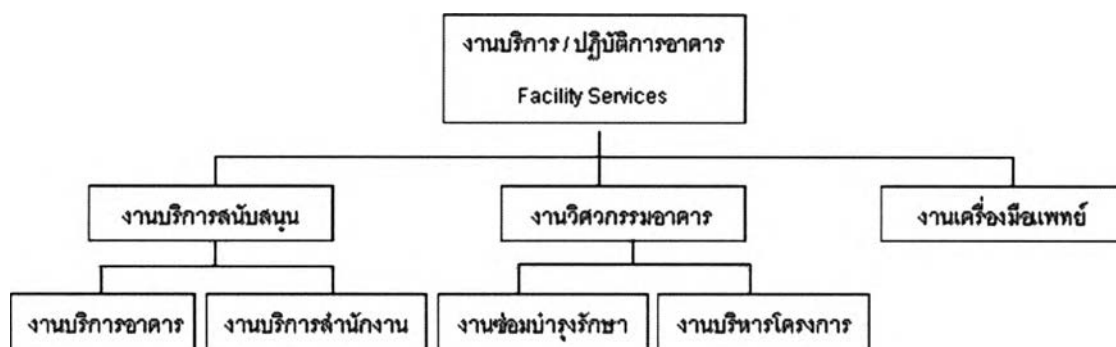 งานบริการ / ปฏิบัติการอาคาร
Facility Services
งานบริการสนับสนุน
งานวิศวกรรมอาคาร
งานเครื่องมือแพทย์
งานบริการอาคาร
งานบริการสำนักงาน
งานซ่อมบำรุงรักษา
งานบริหารโครงการ